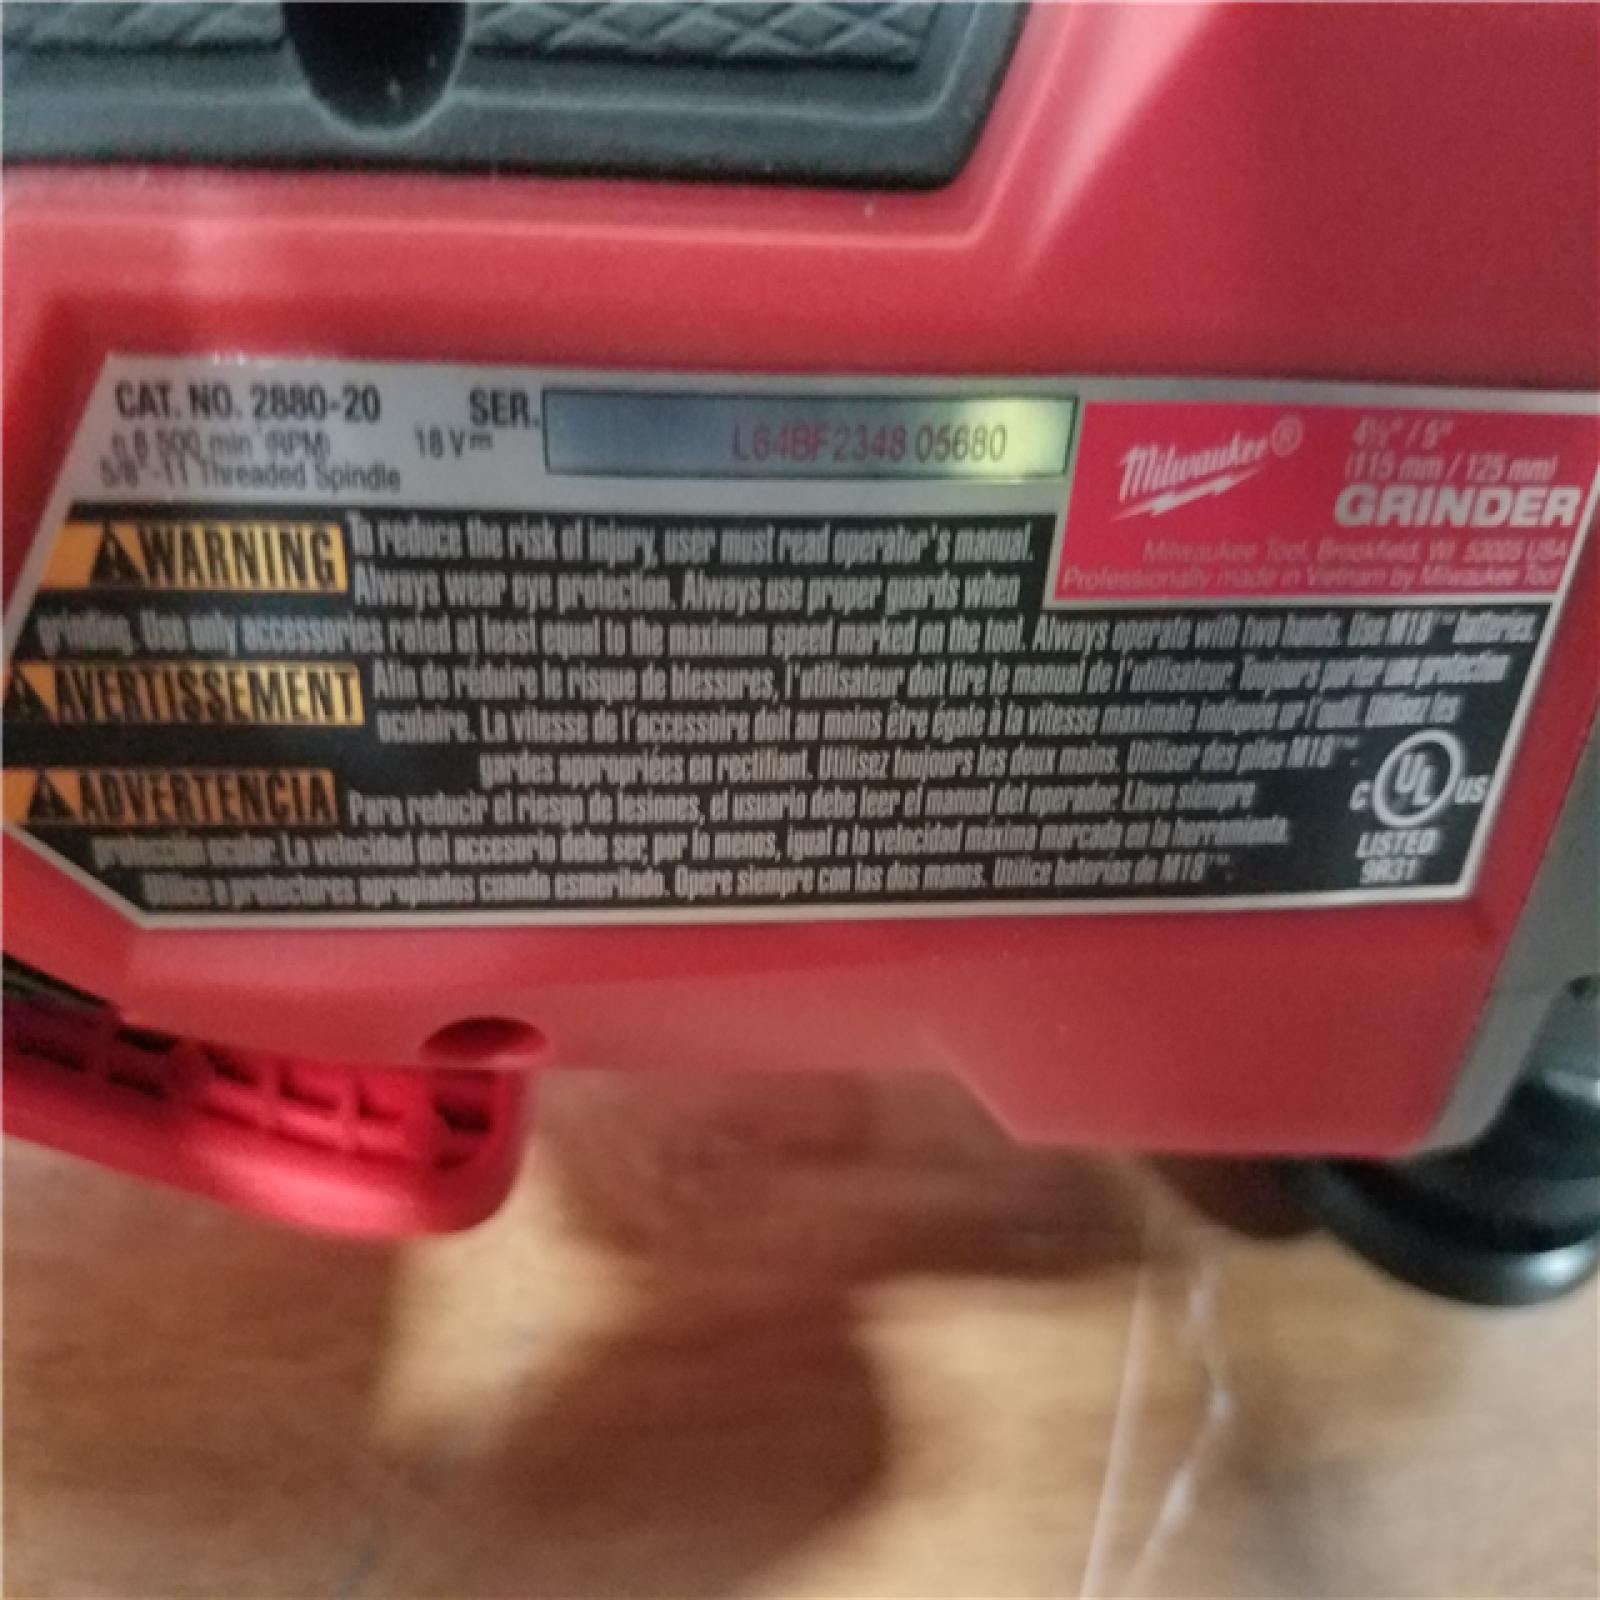 CAT. NO. 2880-20 SER. L64BF2348 05680
n 8 500 min⁻ (RPM) 18 V⎓
5/8"-11 Threaded Spindle
Milwaukee®
4½" / 5"
(115 mm / 125 mm)
GRINDER
Milwaukee Tool, Brookfield, WI 53005 USA
Professionally made in Vietnam by Milwaukee Tool
WARNING To reduce the risk of injury, user must read operator's manual.
Always wear eye protection. Always use proper guards when
grinding. Use only accessories rated at least equal to the maximum speed marked on the tool. Always operate with two hands. Use M18™ batteries.
AVERTISSEMENT Afin de réduire le risque de blessures, l'utilisateur doit lire le manual de l'utilisateur. Toujours porter une protection
oculaire. La vitesse de l'accessoire doit au moins être égale à la vitesse maximale indiquée sur l'outil. Utilisez les
gardes appropriées en rectifiant. Utilisez toujours les deux mains. Utiliser des piles M18™.
ADVERTENCIA Para reducir el riesgo de lesiones, el usuario debe leer el manual del operador. Lleve siempre
protección ocular. La velocidad del accesorio debe ser, por lo menos, igual a la velocidad máxima marcada en la herramienta.
Utilice a protectores apropiados cuando esmerilado. Opere siempre con las dos manos. Utilice baterías de M18™.
C UL US
LISTED
9R31